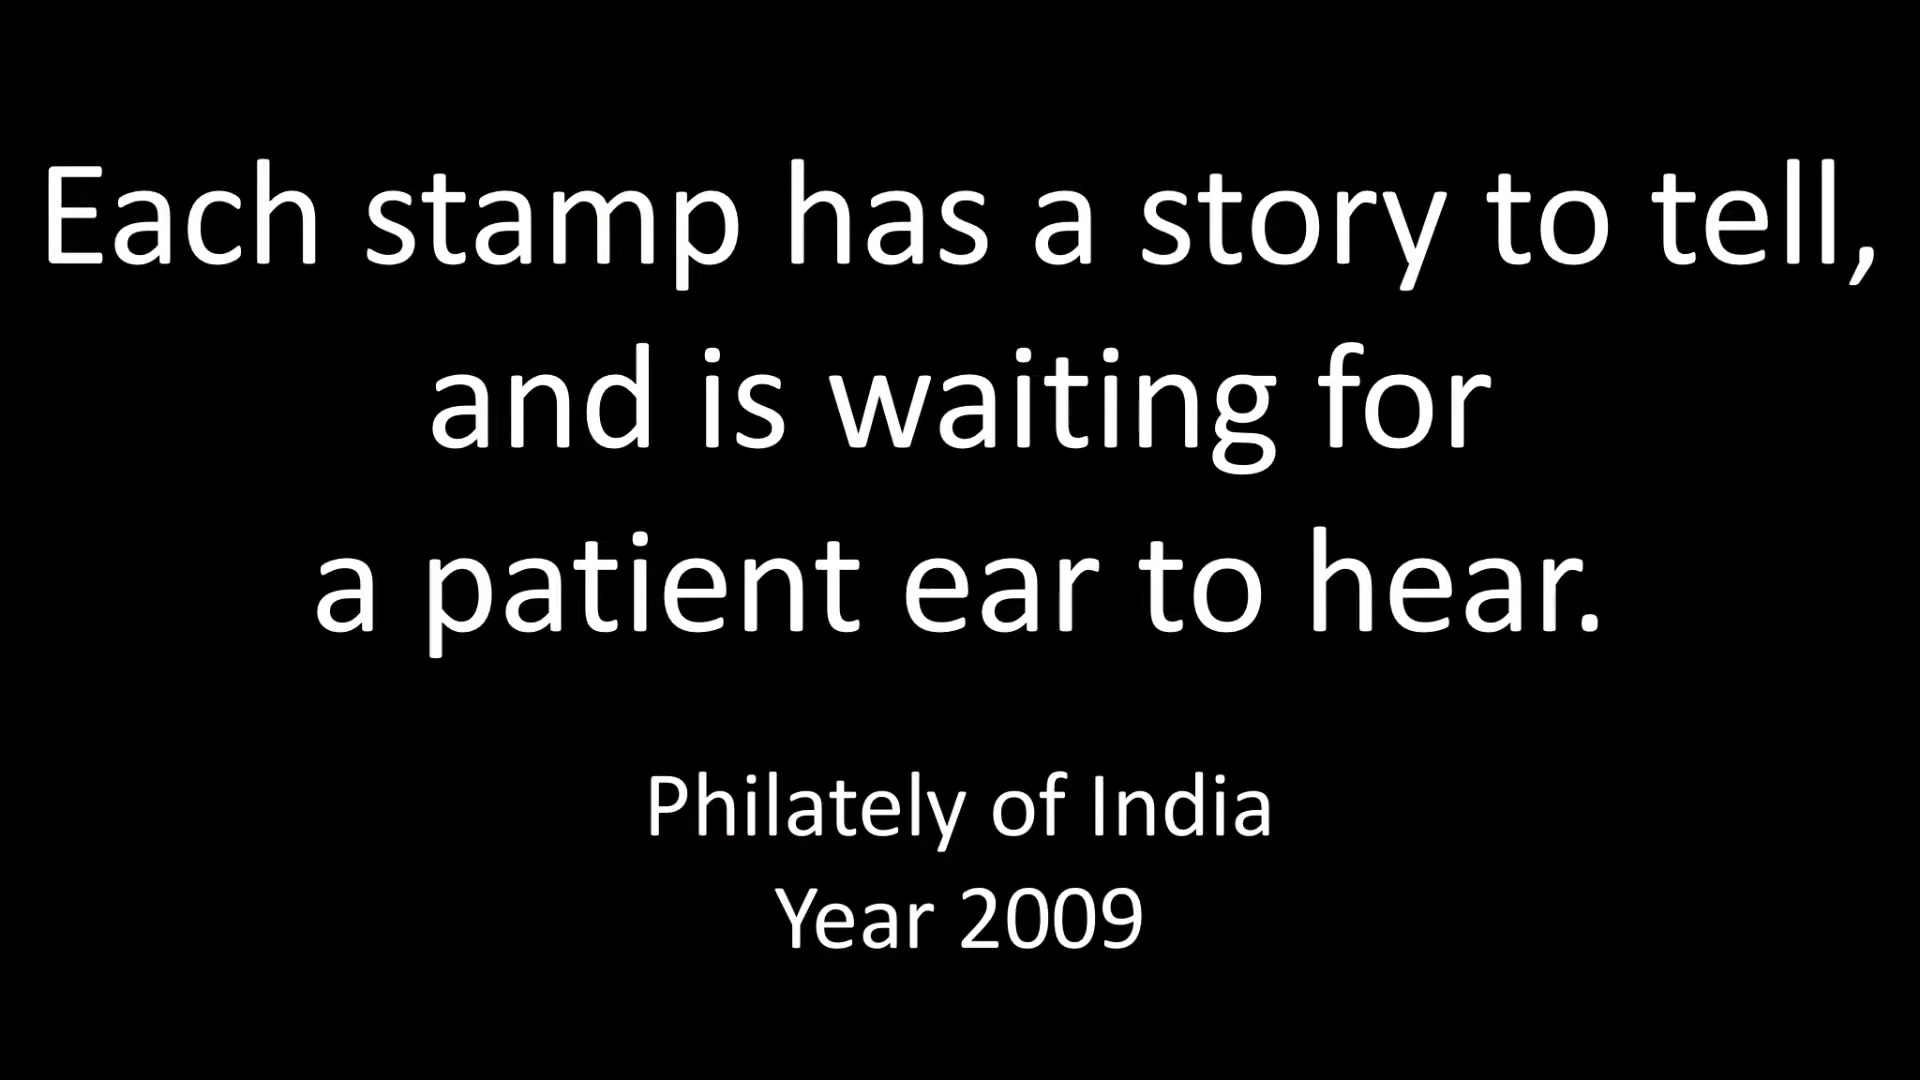 Each stamp has a story to tell,
and is waiting for
a patient ear to hear.
Philately of India
Year 2009